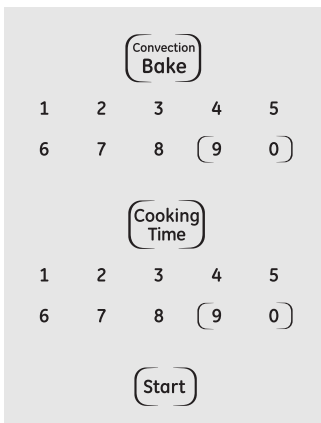 Convection
Bake
1 2 3 4 5
6 7 8 9 0
Cooking
Time
1 2 3 4 5
6 7 8 9 0
Start